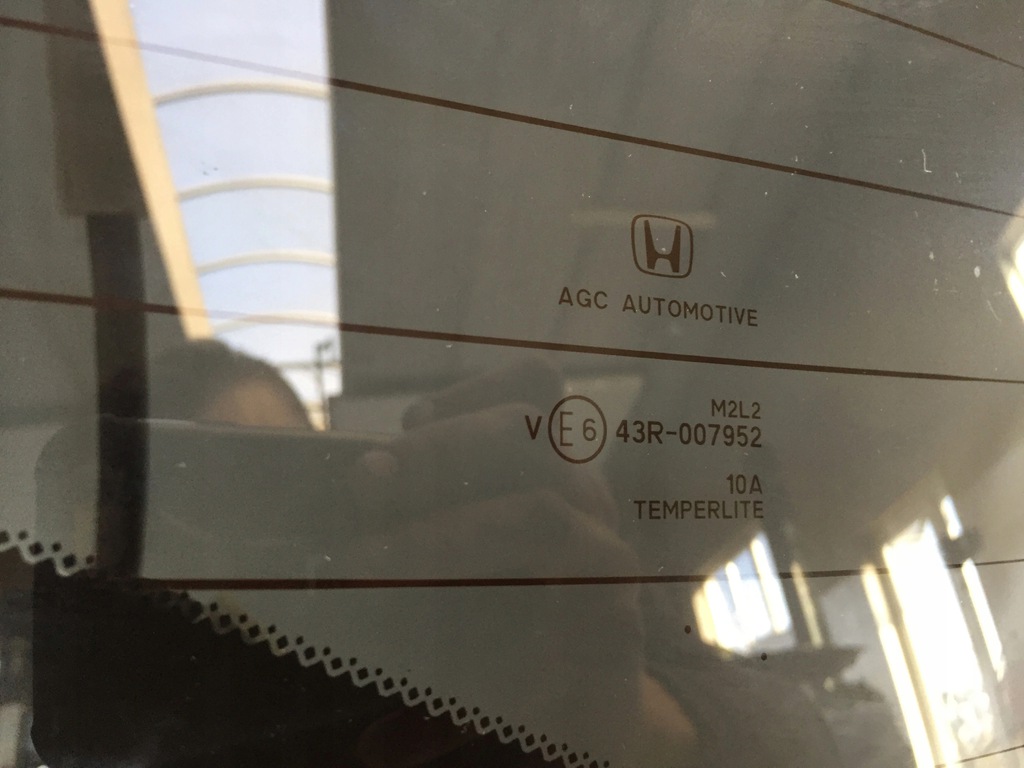 AGC AUTOMOTIVE
M2L2
V E6 43R-007952
10A
TEMPERLITE